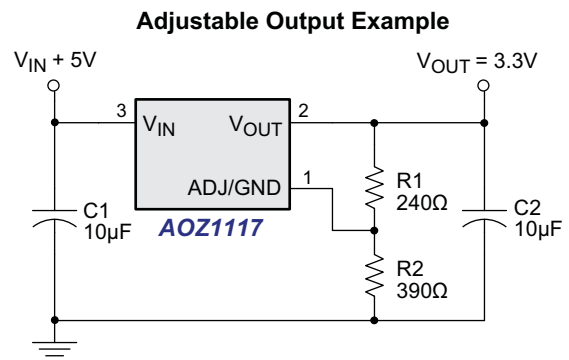 Adjustable Output Example
VIN + 5V
VOUT = 3.3V
3
VIN
VOUT
2
ADJ/GND
1
R1
240Ω
C1
10µF
AOZ1117
C2
10µF
R2
390Ω